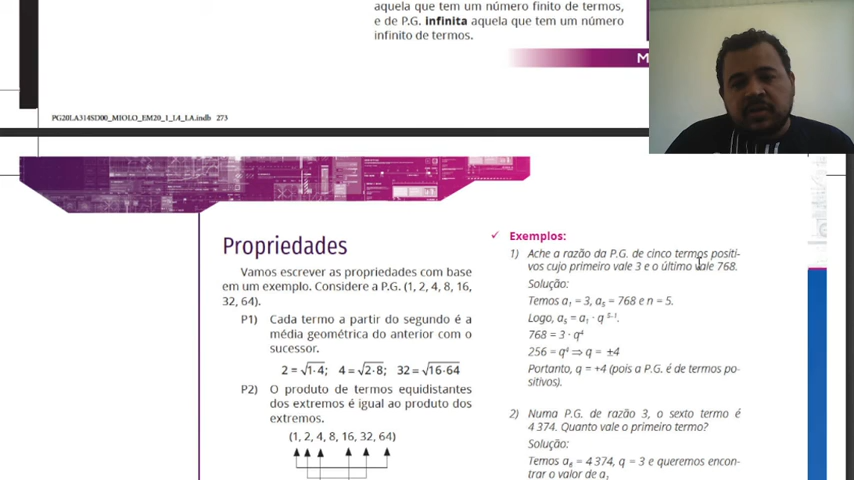 aquela que tem um número finito de termos,
e de P.G. infinita aquela que tem um número
infinito de termos.
M
PG20LA314SD00_MIOLO_EM20_1_L4_LA.indb 273
Propriedades
Vamos escrever as propriedades com base
em um exemplo. Considere a P.G. (1, 2, 4, 8, 16,
32, 64).
P1) Cada termo a partir do segundo é a
média geométrica do anterior com o
sucessor.
2 = √1·4; 4 = √2·8; 32 = √16·64
P2) O produto de termos equidistantes
dos extremos é igual ao produto dos
extremos.
(1, 2, 4, 8, 16, 32, 64)
✓ Exemplos:
1) Ache a razão da P.G. de cinco termos positi-
vos cujo primeiro vale 3 e o último vale 768.
Solução:
Temos a₁ = 3, a₅ = 768 e n = 5.
Logo, a₅ = a₁ · q⁵⁻¹.
768 = 3 · q⁴
256 = q⁴ ⇒ q = ±4
Portanto, q = +4 (pois a P.G. é de termos po-
sitivos).
2) Numa P.G. de razão 3, o sexto termo é
4 374. Quanto vale o primeiro termo?
Solução:
Temos a₆ = 4 374, q = 3 e queremos encon-
trar o valor de a₁